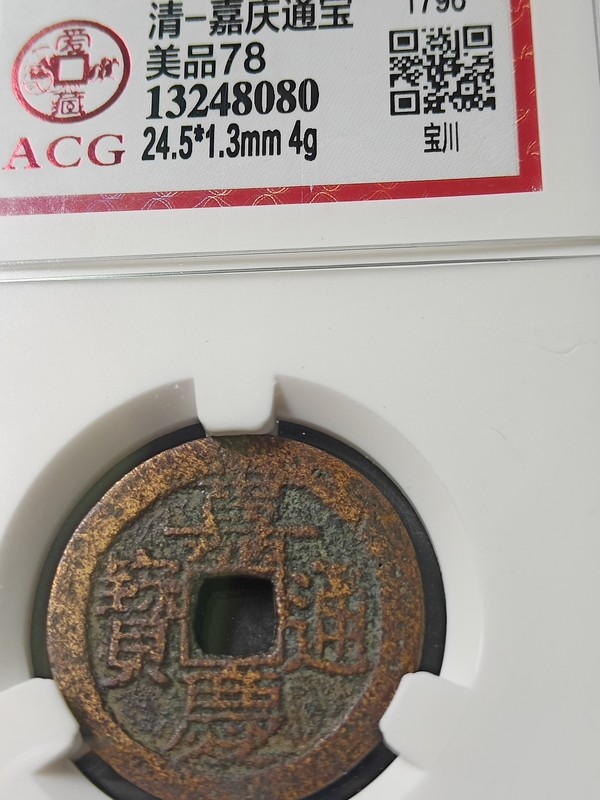 清-嘉庆通宝
1796
美品78
13248080
24.5*1.3mm 4g
爱藏
ACG
宝川
嘉
慶
通
寶